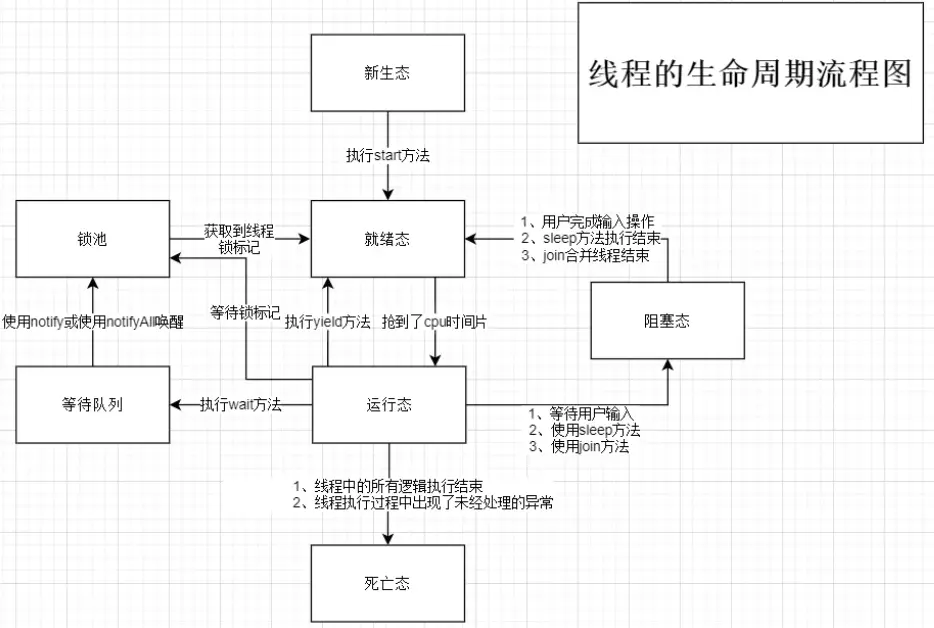 线程的生命周期流程图
新生态
执行start方法
锁池
获取到线程
锁标记
就绪态
1、用户完成输入操作
2、sleep方法执行结束
3、join合并线程结束
使用notify或使用notifyAll唤醒
等待锁标记
执行yield方法
抢到了cpu时间片
阻塞态
等待队列
执行wait方法
运行态
1、等待用户输入
2、使用sleep方法
3、使用join方法
1、线程中的所有逻辑执行结束
2、线程执行过程中出现了未经处理的异常
死亡态